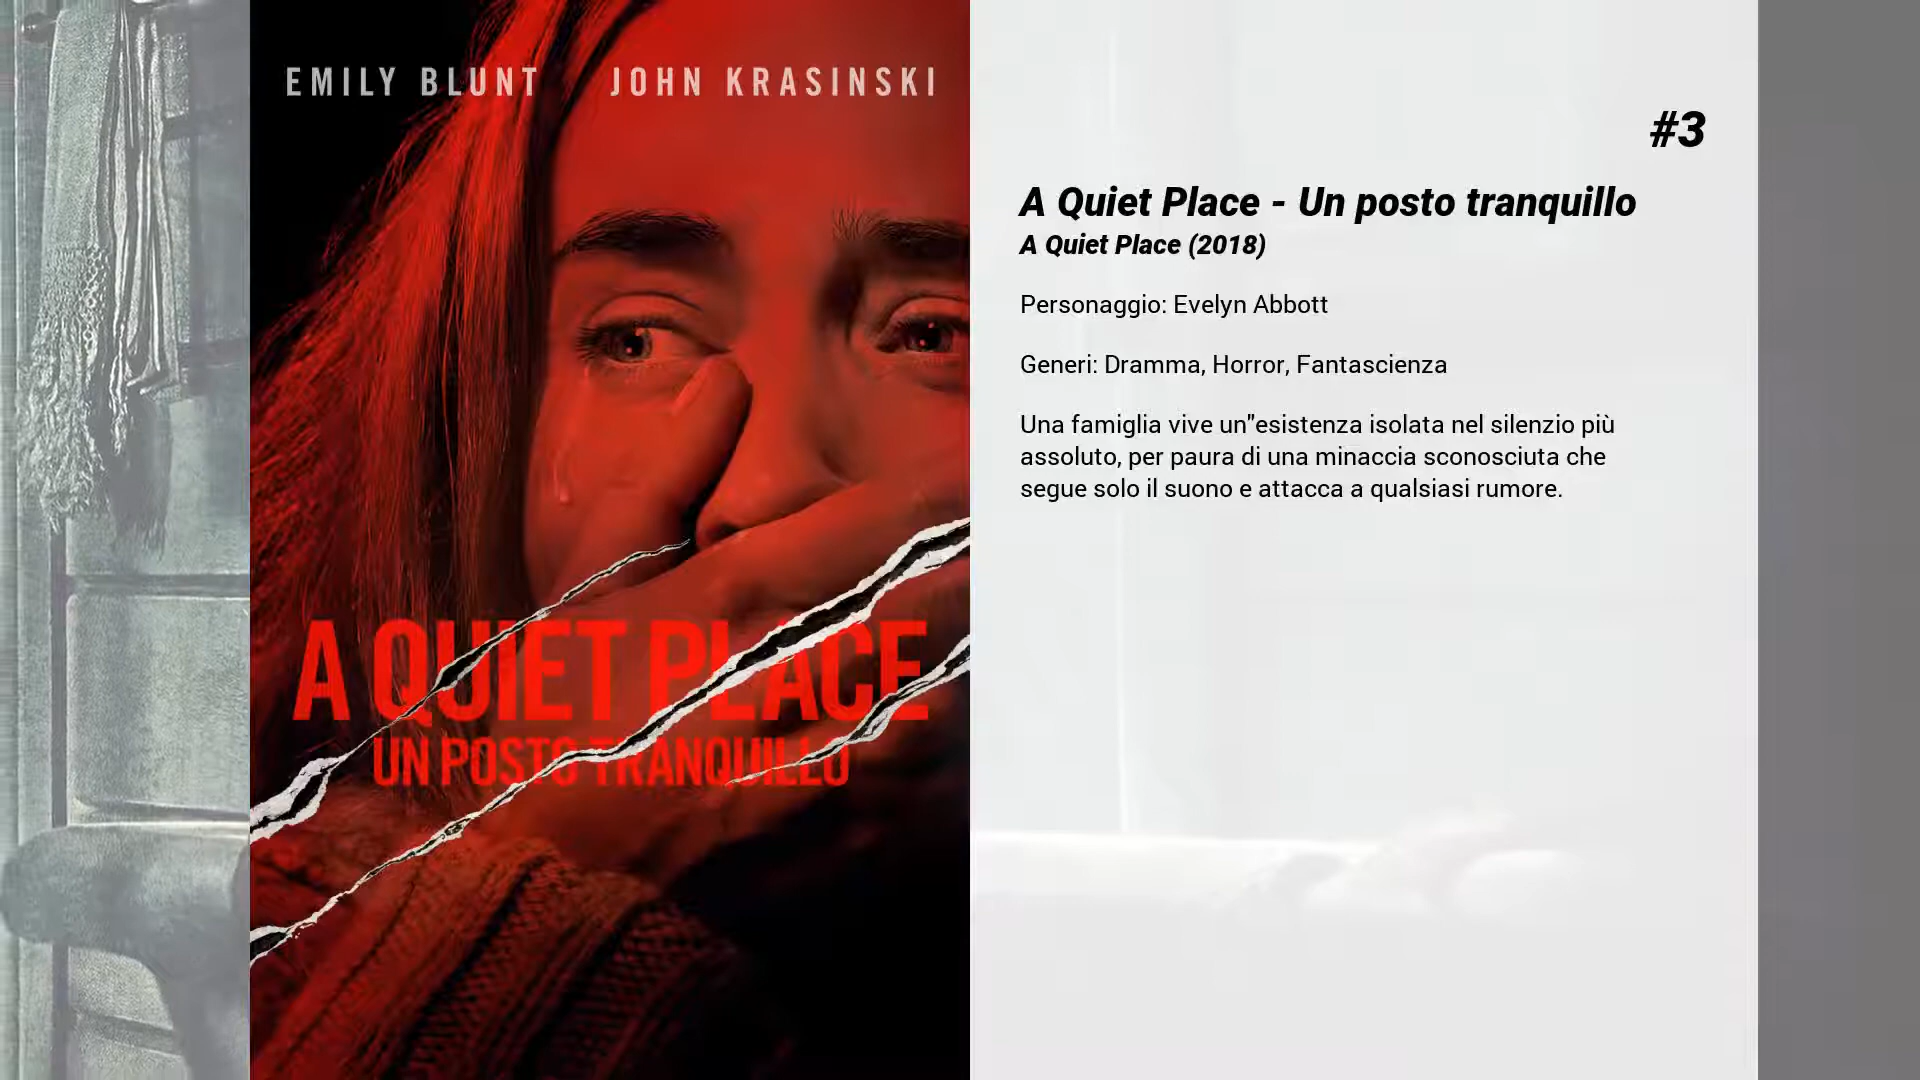 EMILY BLUNT JOHN KRASINSKI
A QUIET PLACE
UN POSTO TRANQUILLO
#3
A Quiet Place - Un posto tranquillo
A Quiet Place (2018)
Personaggio: Evelyn Abbott
Generi: Dramma, Horror, Fantascienza
Una famiglia vive un"esistenza isolata nel silenzio più
assoluto, per paura di una minaccia sconosciuta che
segue solo il suono e attacca a qualsiasi rumore.